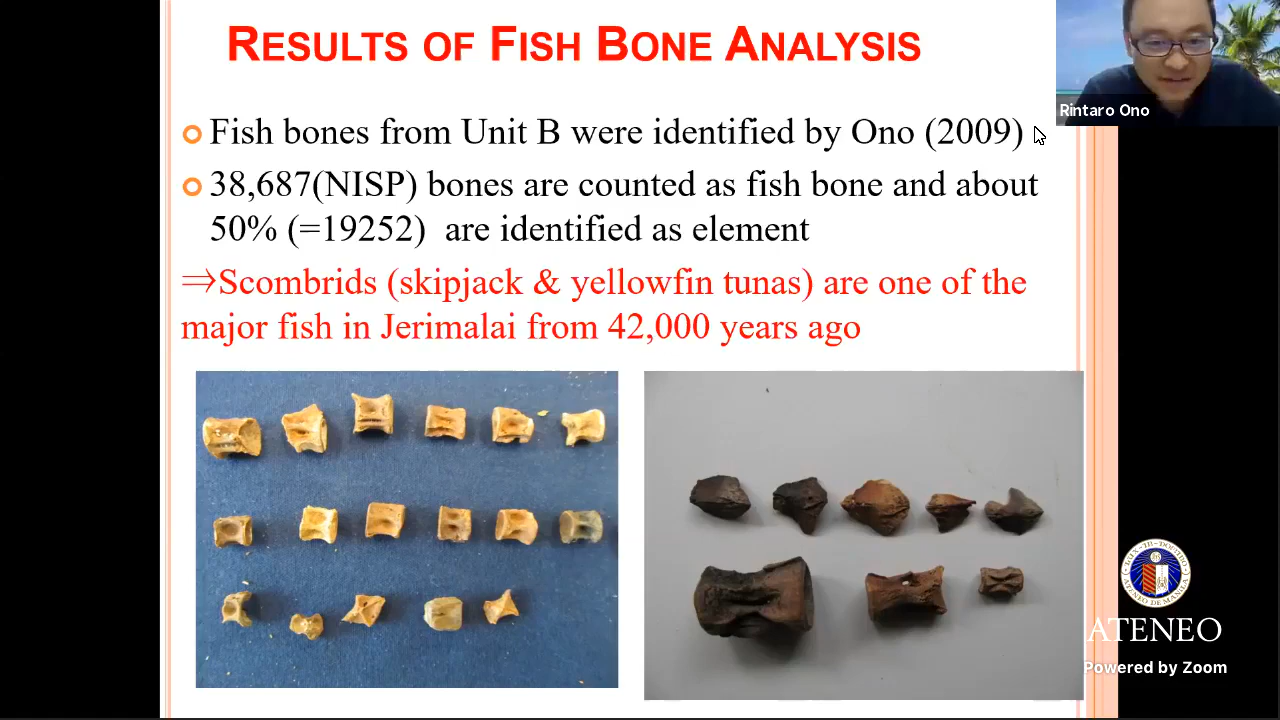 RESULTS OF FISH BONE ANALYSIS
Rintaro Ono
Fish bones from Unit B were identified by Ono (2009)
38,687(NISP) bones are counted as fish bone and about
50% (=19252) are identified as element
⇒Scombrids (skipjack & yellowfin tunas) are one of the
major fish in Jerimalai from 42,000 years ago
ATENEO
Powered by Zoom